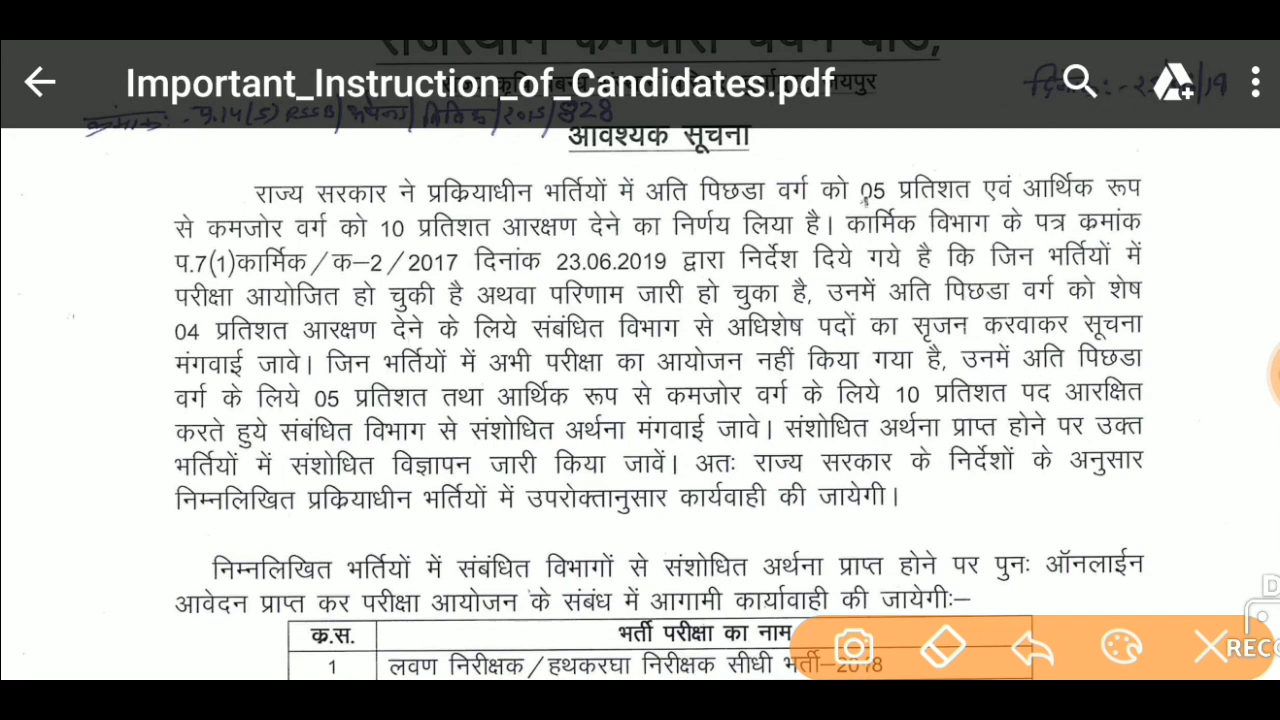 राजस्थान कर्मचारी चयन बोर्ड,
Important_Instruction_of_Candidates.pdf
जयपुर
आवश्यक सूचना
राज्य सरकार ने प्रक्रियाधीन भर्तियों में अति पिछडा वर्ग को 05 प्रतिशत एवं आर्थिक रूप
से कमजोर वर्ग को 10 प्रतिशत आरक्षण देने का निर्णय लिया है। कार्मिक विभाग के पत्र क्रमांक
प.7(1)कार्मिक/क–2/2017 दिनांक 23.06.2019 द्वारा निर्देश दिये गये है कि जिन भर्तियों में
परीक्षा आयोजित हो चुकी है अथवा परिणाम जारी हो चुका है, उनमें अति पिछडा वर्ग को शेष
04 प्रतिशत आरक्षण देने के लिये संबंधित विभाग से अधिशेष पदों का सृजन करवाकर सूचना
मंगवाई जावे। जिन भर्तियों में अभी परीक्षा का आयोजन नहीं किया गया है, उनमें अति पिछडा
वर्ग के लिये 05 प्रतिशत तथा आर्थिक रूप से कमजोर वर्ग के लिये 10 प्रतिशत पद आरक्षित
करते हुये संबंधित विभाग से संशोधित अर्थना मंगवाई जावे। संशोधित अर्थना प्राप्त होने पर उक्त
भर्तियों में संशोधित विज्ञापन जारी किया जावें। अतः राज्य सरकार के निर्देशों के अनुसार
निम्नलिखित प्रक्रियाधीन भर्तियों में उपरोक्तानुसार कार्यवाही की जायेगी।
निम्नलिखित भर्तियों में संबंधित विभागों से संशोधित अर्थना प्राप्त होने पर पुनः ऑनलाईन
आवेदन प्राप्त कर परीक्षा आयोजन के संबंध में आगामी कार्यावाही की जायेगीः–
क्र.स. भर्ती परीक्षा का नाम
1 लवण निरीक्षक/हथकरघा निरीक्षक सीधी भर्ती–2018